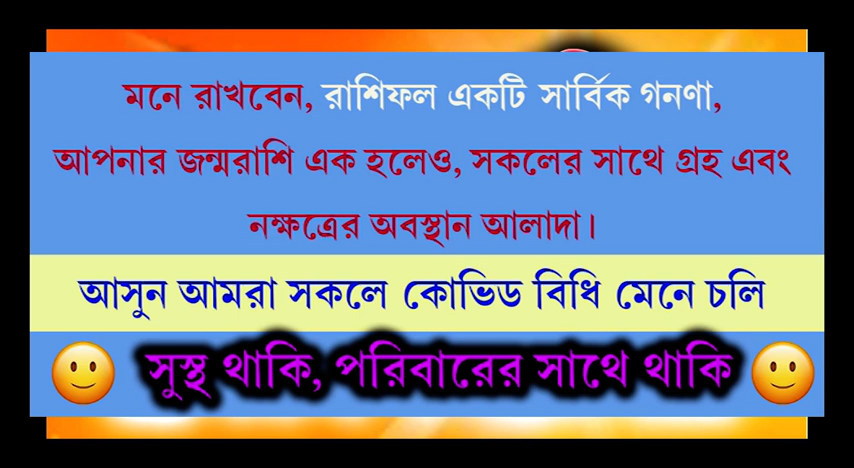 মনে রাখবেন, রাশিফল একটি সার্বিক গনণা,
আপনার জন্মরাশি এক হলেও, সকলের সাথে গ্রহ এবং
নক্ষত্রের অবস্থান আলাদা।
আসুন আমরা সকলে কোভিড বিধি মেনে চলি
সুস্থ থাকি, পরিবারের সাথে থাকি